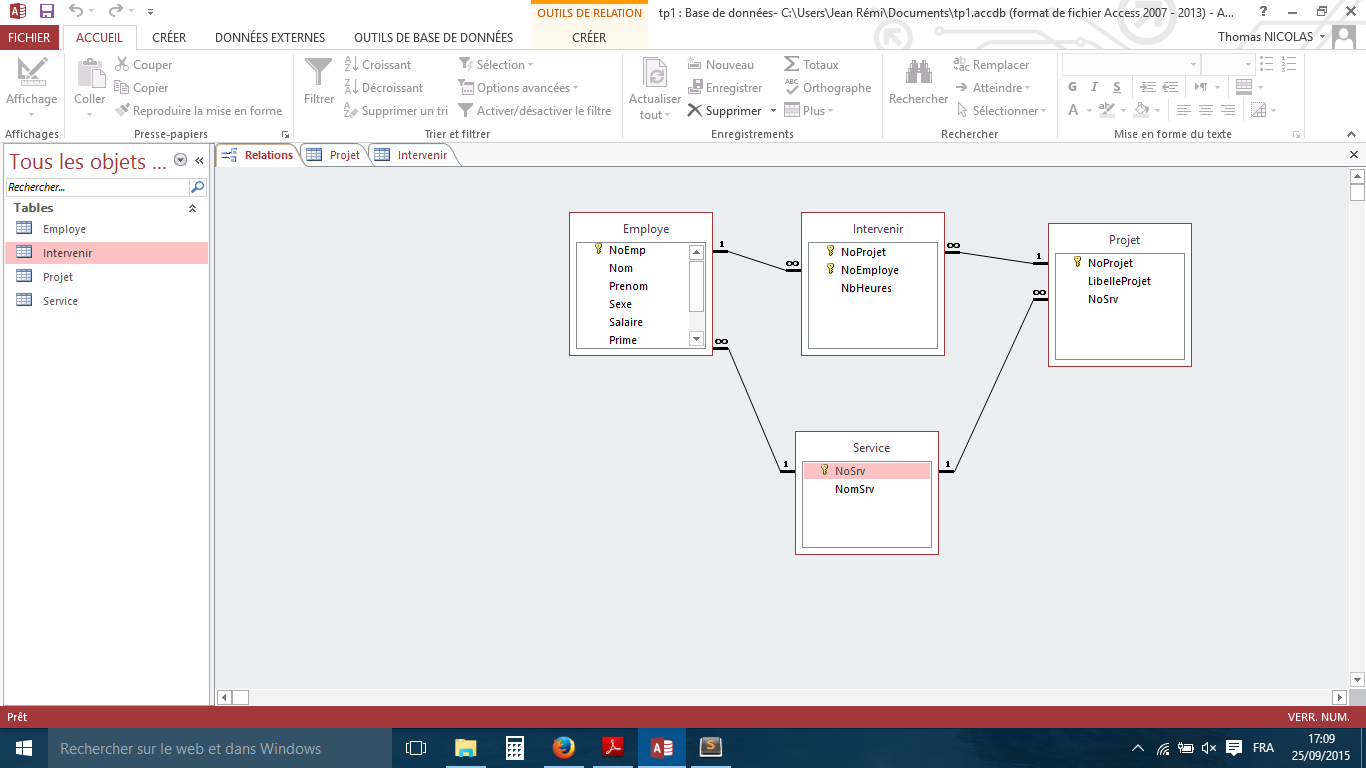 OUTILS DE RELATION
tp1 : Base de données- C:\Users\Jean Rémi\Documents\tp1.accdb (format de fichier Access 2007 - 2013) - A...
FICHIER ACCUEIL CRÉER DONNÉES EXTERNES OUTILS DE BASE DE DONNÉES CRÉER Thomas NICOLAS
Affichage
Coller
Couper
Copier
Reproduire la mise en forme
Filtrer
Croissant
Décroissant
Supprimer un tri
Sélection
Options avancées
Activer/désactiver le filtre
Actualiser
tout
Nouveau
Enregistrer
Supprimer
Totaux
Orthographe
Plus
Rechercher
Remplacer
Atteindre
Sélectionner
G I S
A
Affichages Presse-papiers Trier et filtrer Enregistrements Rechercher Mise en forme du texte
Tous les objets ...
Rechercher...
Tables
Employe
Intervenir
Projet
Service
Relations Projet Intervenir
Employe
NoEmp
Nom
Prenom
Sexe
Salaire
Prime
1
∞
∞
1
Intervenir
NoProjet
NoEmploye
NbHeures
∞
1
∞
1
Projet
NoProjet
LibelleProjet
NoSrv
Service
NoSrv
NomSrv
Prêt VERR. NUM.
Rechercher sur le web et dans Windows
FRA
17:09
25/09/2015